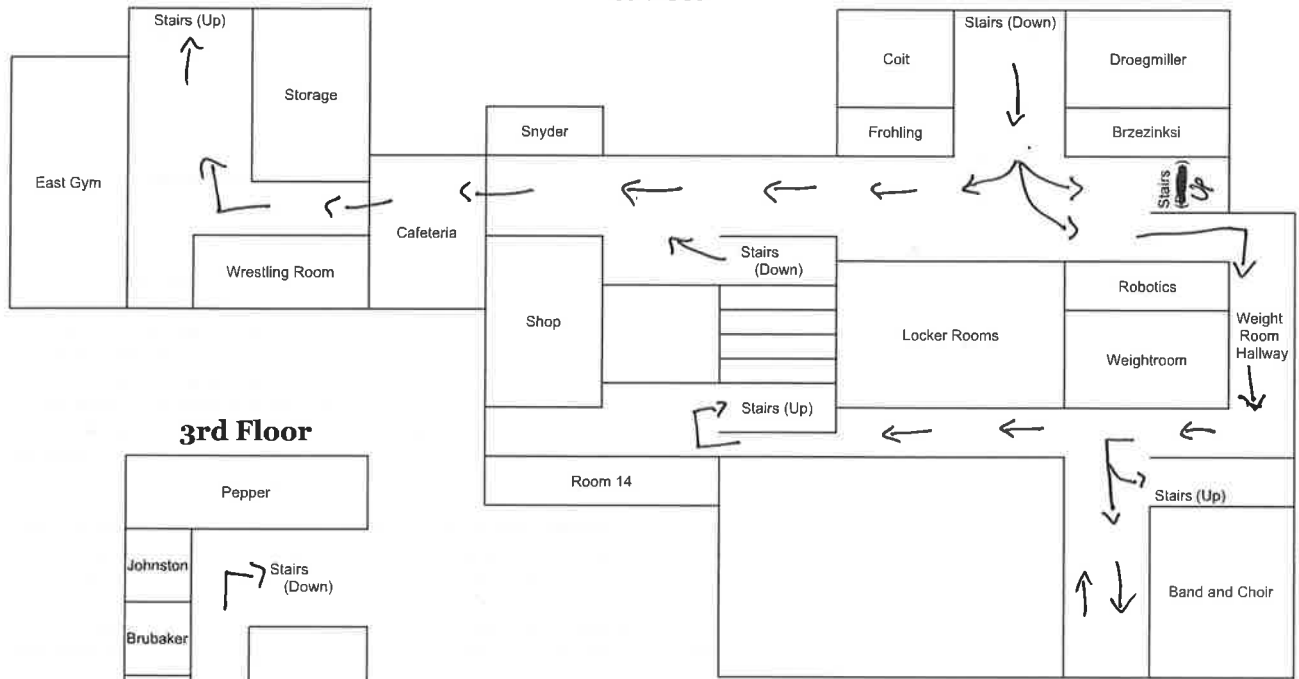 Stairs (Up)
Storage
East Gym
Wrestling Room
Cafeteria
Snyder
Coit
Frohling
Stairs (Down)
Droegmiller
Brzezinksi
Stairs
Up
Stairs
(Down)
Shop
Locker Rooms
Robotics
Weightroom
Weight
Room
Hallway
Stairs (Up)
Room 14
Stairs (Up)
Band and Choir
3rd Floor
Pepper
Johnston
Stairs
(Down)
Brubaker